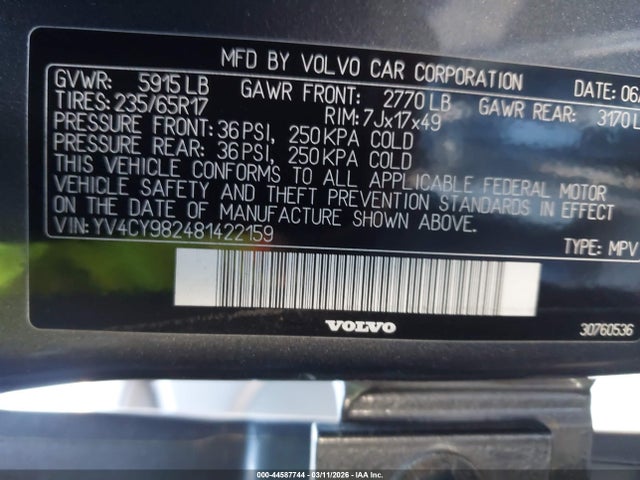 MFD BY VOLVO CAR CORPORATION DATE: 06/
GVWR: 5915 LB GAWR FRONT: 2770 LB GAWR REAR: 3170 L
TIRES: 235/65R17 RIM: 7Jx17x49
PRESSURE FRONT: 36 PSI, 250 KPA COLD
PRESSURE REAR: 36 PSI, 250 KPA COLD
THIS VEHICLE CONFORMS TO ALL APPLICABLE FEDERAL MOTOR
VEHICLE SAFETY AND THEFT PREVENTION STANDARDS IN EFFECT
ON THE DATE OF MANUFACTURE SHOWN ABOVE.
VIN: YV4CY982481422159 TYPE: MPV
VOLVO 30760536
000-44587744 - 03/11/2026 - IAA Inc.